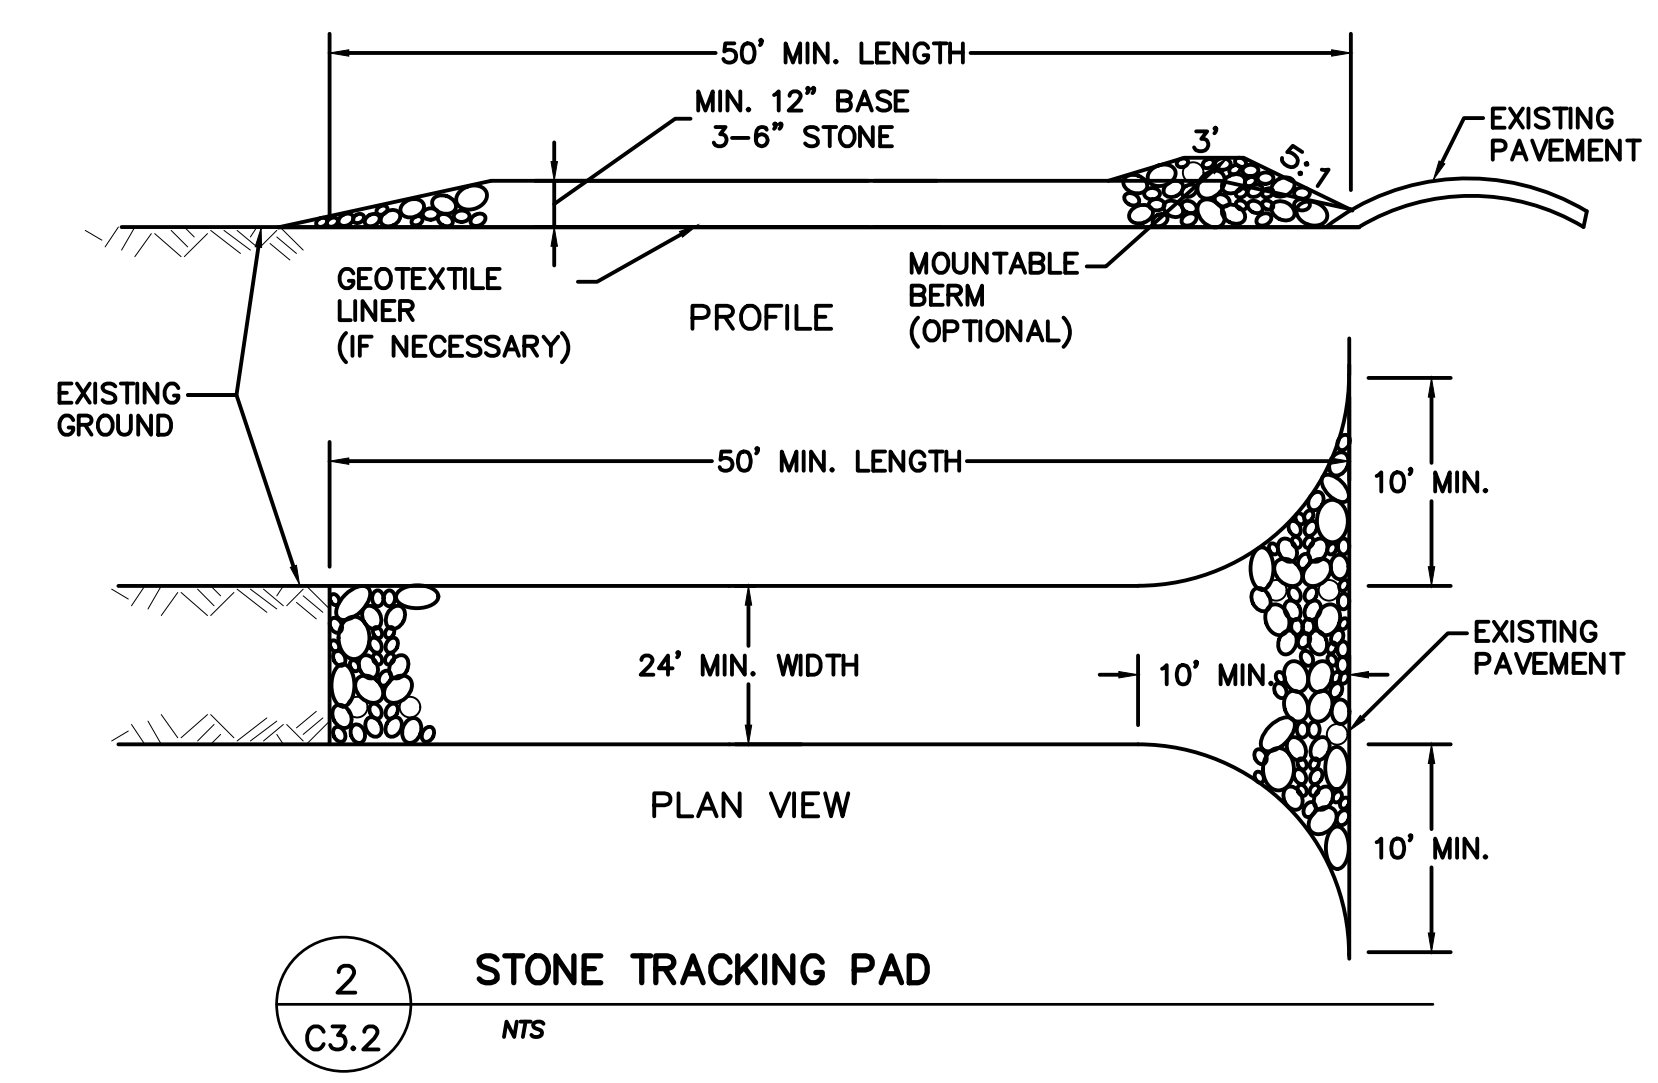 50' MIN. LENGTH
MIN. 12" BASE
3-6" STONE
3'
5:1
EXISTING
PAVEMENT
GEOTEXTILE
LINER
(IF NECESSARY)
PROFILE
MOUNTABLE
BERM
(OPTIONAL)
EXISTING
GROUND
50' MIN. LENGTH
10' MIN.
24' MIN. WIDTH
10' MIN.
EXISTING
PAVEMENT
PLAN VIEW
10' MIN.
2
C3.2
STONE TRACKING PAD
NTS